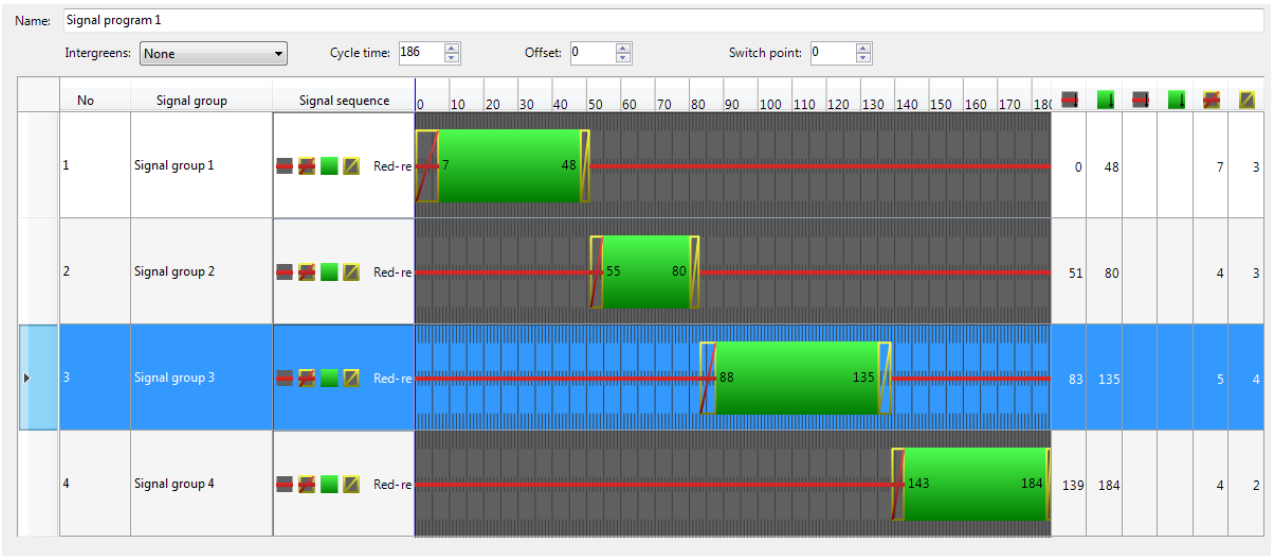 Name: Signal program 1
Intergreens: None Cycle time: 186 Offset: 0 Switch point: 0
No Signal group Signal sequence 0 10 20 30 40 50 60 70 80 90 100 110 120 130 140 150 160 170 180
1 Signal group 1 Red-re 7 48 0 48 7 3
2 Signal group 2 Red-re 55 80 51 80 4 3
3 Signal group 3 Red-re 88 135 83 135 5 4
4 Signal group 4 Red-re 143 184 139 184 4 2